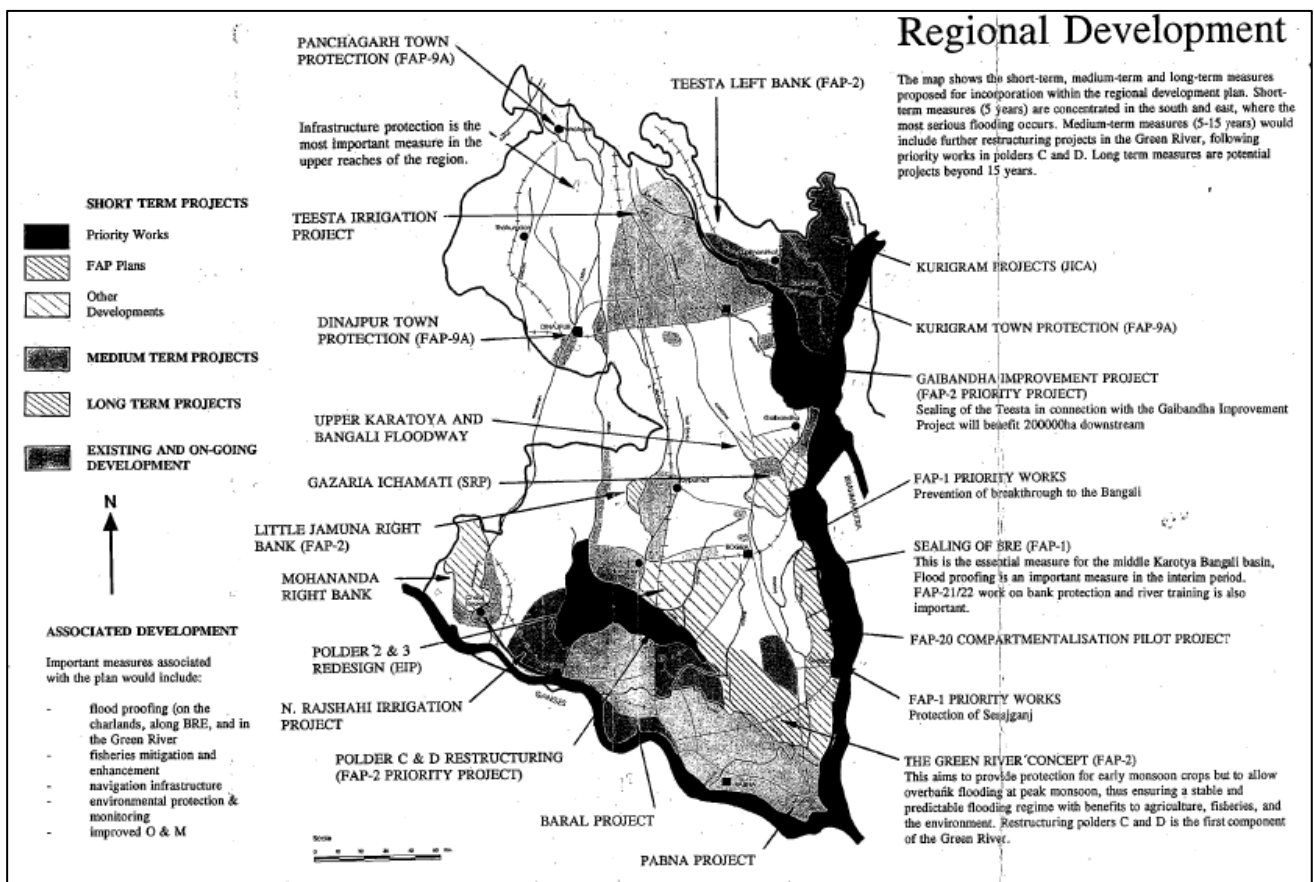 Regional Development
The map shows the short-term, medium-term and long-term measures
proposed for incorporation within the regional development plan. Short-
term measures (5 years) are concentrated in the south and east, where the
most serious flooding occurs. Medium-term measures (5-15 years) would
include further restructuring projects in the Green River, following
priority works in polders C and D. Long term measures are potential
projects beyond 15 years.
PANCHAGARH TOWN
PROTECTION (FAP-9A)
TEESTA LEFT BANK (FAP-2)
Infrastructure protection is the
most important measure in the
upper reaches of the region.
TEESTA IRRIGATION
PROJECT
DINAJPUR TOWN
PROTECTION (FAP-9A)
UPPER KARATOYA AND
BANGALI FLOODWAY
GAZARIA ICHAMATI (SRP)
LITTLE JAMUNA RIGHT
BANK (FAP-2)
MOHANANDA
RIGHT BANK
POLDER 2 & 3
REDESIGN (EIP)
N. RAJSHAHI IRRIGATION
PROJECT
POLDER C & D RESTRUCTURING
(FAP-2 PRIORITY PROJECT)
BARAL PROJECT
PABNA PROJECT
SHORT TERM PROJECTS
Priority Works
FAP Plans
Other
Developments
MEDIUM TERM PROJECTS
LONG TERM PROJECTS
EXISTING AND ON-GOING
DEVELOPMENT
N
ASSOCIATED DEVELOPMENT
Important measures associated
with the plan would include:
- flood proofing (on the
charlands, along BRE, and in
the Green River
- fisheries mitigation and
enhancement
- navigation infrastructure
- environmental protection &
monitoring
- improved O & M
KURIGRAM PROJECTS (JICA)
KURIGRAM TOWN PROTECTION (FAP-9A)
GAIBANDHA IMPROVEMENT PROJECT
(FAP-2 PRIORITY PROJECT)
Sealing of the Teesta in connection with the Gaibandha Improvement
Project will benefit 200000ha downstream
FAP-1 PRIORITY WORKS
Prevention of breakthrough to the Bangali
SEALING OF BRE (FAP-1)
This is the essential measure for the middle Karotya Bangali basin,
Flood proofing is an important measure in the interim period.
FAP-21/22 work on bank protection and river training is also
important.
FAP-20 COMPARTMENTALISATION PILOT PROJECT
FAP-1 PRIORITY WORKS
Protection of Serajganj
THE GREEN RIVER CONCEPT (FAP-2)
This aims to provide protection for early monsoon crops but to allow
overbank flooding at peak monsoon, thus ensuring a stable and
predictable flooding regime with benefits to agriculture, fisheries, and
the environment. Restructuring polders C and D is the first component
of the Green River.
DINAJPUR
Gaibandha
BOGRA
GANGES
Scale